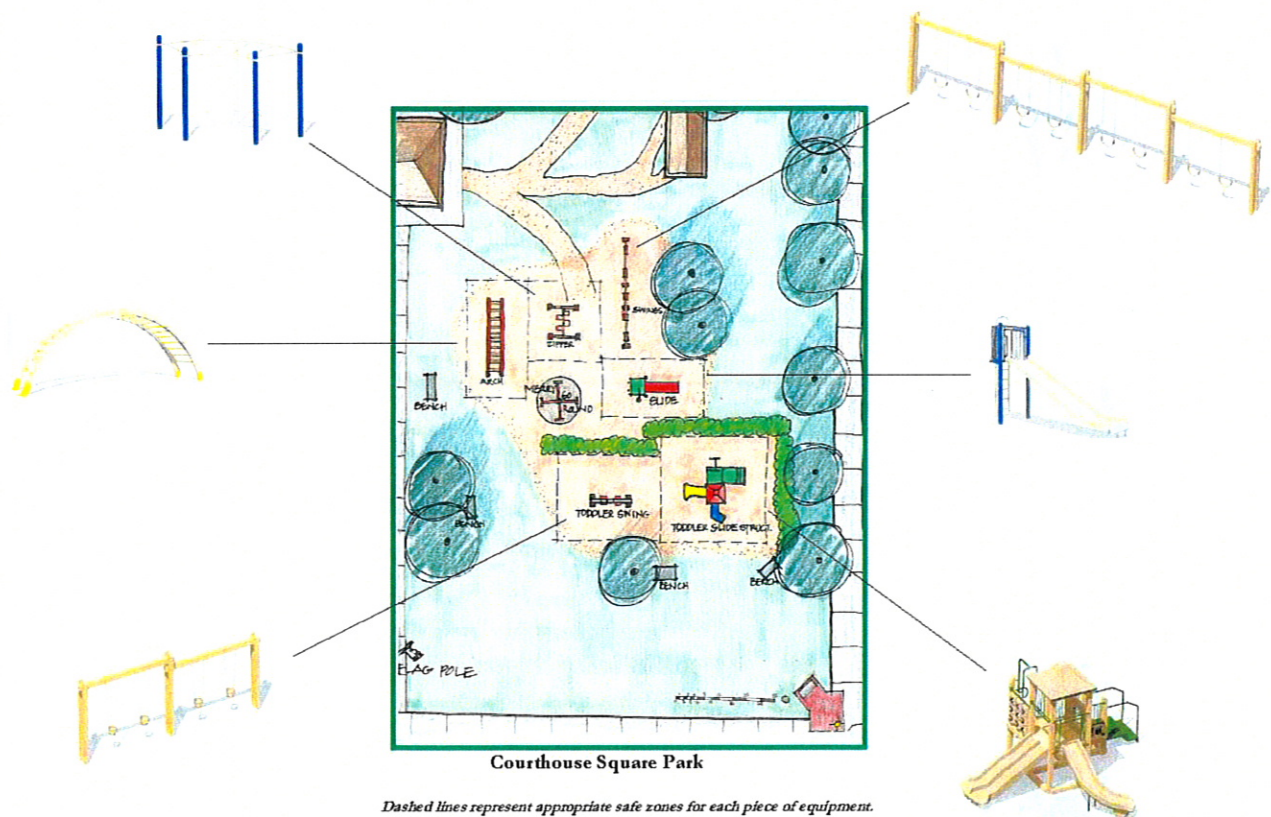 SWINGS
ZIPPER
ARCH
MERRY
GO
ROUND
SLIDE
BENCH
TODDLER SWING
TODDLER SLIDE STRUCT.
BENCH
BENCH
BENCH
FLAG POLE
Courthouse Square Park
Dashed lines represent appropriate safe zones for each piece of equipment.